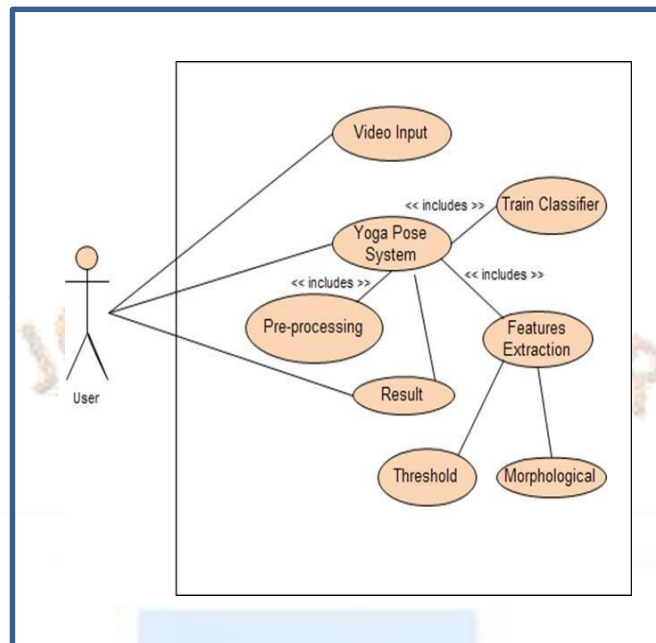 Video Input
<< includes >>
Train Classifier
Yoga Pose
System
<< includes >>
<< includes >>
Pre-processing
Features
Extraction
User
Result
Threshold
Morphological